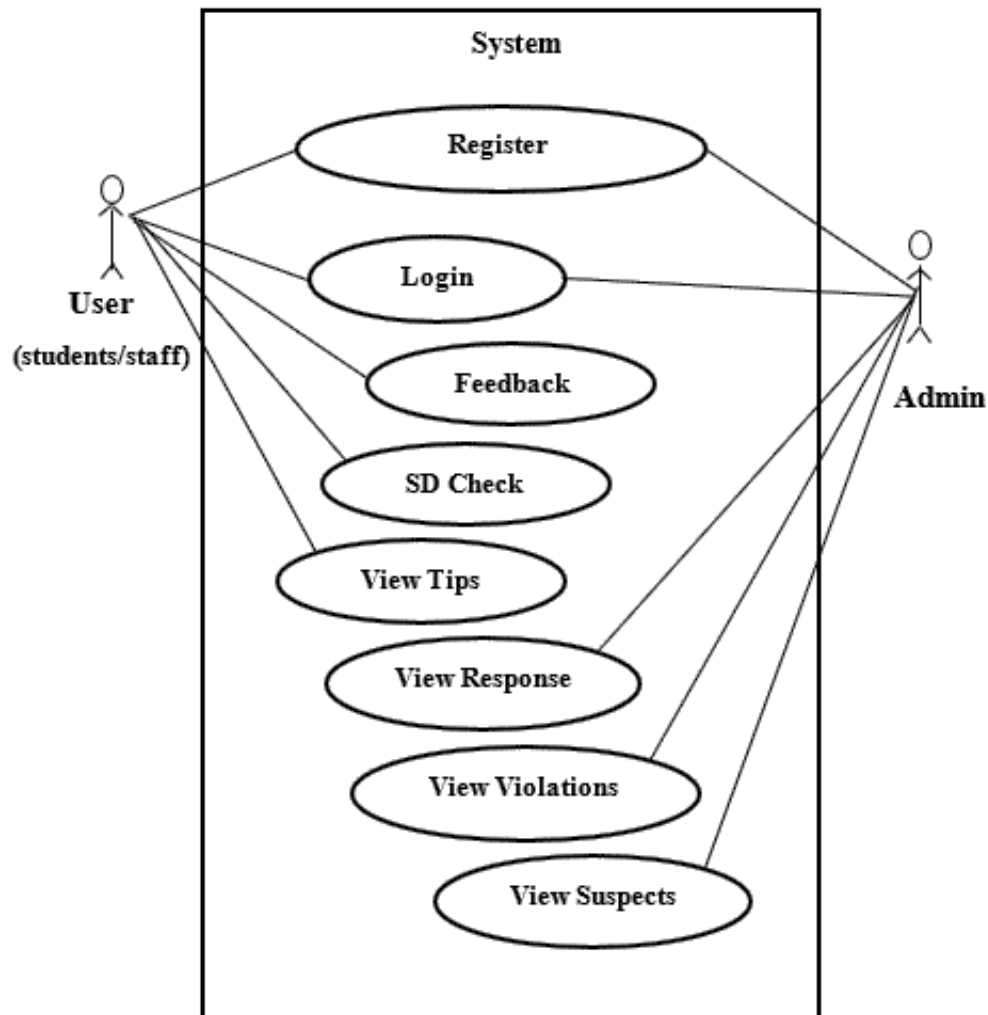 System
Register
Login
User
(students/staff)
Feedback
Admin
SD Check
View Tips
View Response
View Violations
View Suspects